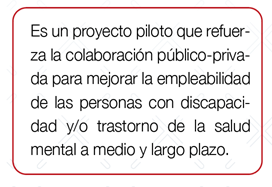 Es un proyecto piloto que refuer-
za la colaboración público-priva-
da para mejorar la empleabilidad
de las personas con discapaci-
dad y/o trastorno de la salud
mental a medio y largo plazo.